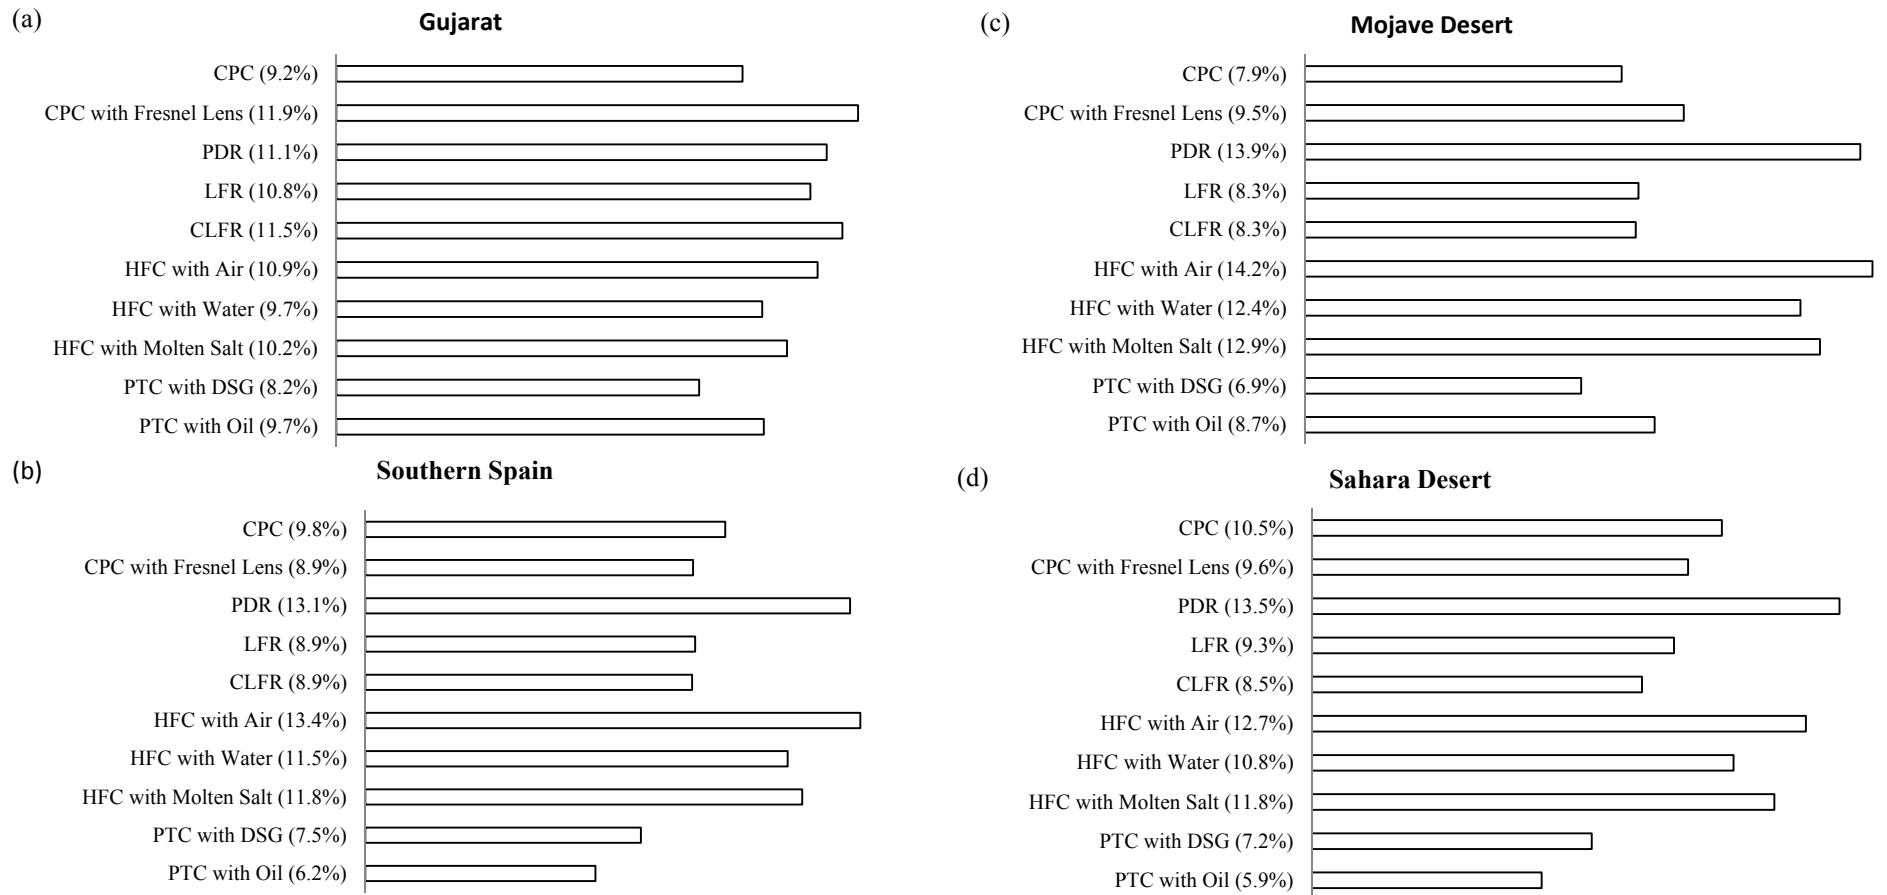 (a)
Gujarat
CPC (9.2%)
CPC with Fresnel Lens (11.9%)
PDR (11.1%)
LFR (10.8%)
CLFR (11.5%)
HFC with Air (10.9%)
HFC with Water (9.7%)
HFC with Molten Salt (10.2%)
PTC with DSG (8.2%)
PTC with Oil (9.7%)
(b)
Southern Spain
CPC (9.8%)
CPC with Fresnel Lens (8.9%)
PDR (13.1%)
LFR (8.9%)
CLFR (8.9%)
HFC with Air (13.4%)
HFC with Water (11.5%)
HFC with Molten Salt (11.8%)
PTC with DSG (7.5%)
PTC with Oil (6.2%)
(c)
Mojave Desert
CPC (7.9%)
CPC with Fresnel Lens (9.5%)
PDR (13.9%)
LFR (8.3%)
CLFR (8.3%)
HFC with Air (14.2%)
HFC with Water (12.4%)
HFC with Molten Salt (12.9%)
PTC with DSG (6.9%)
PTC with Oil (8.7%)
(d)
Sahara Desert
CPC (10.5%)
CPC with Fresnel Lens (9.6%)
PDR (13.5%)
LFR (9.3%)
CLFR (8.5%)
HFC with Air (12.7%)
HFC with Water (10.8%)
HFC with Molten Salt (11.8%)
PTC with DSG (7.2%)
PTC with Oil (5.9%)